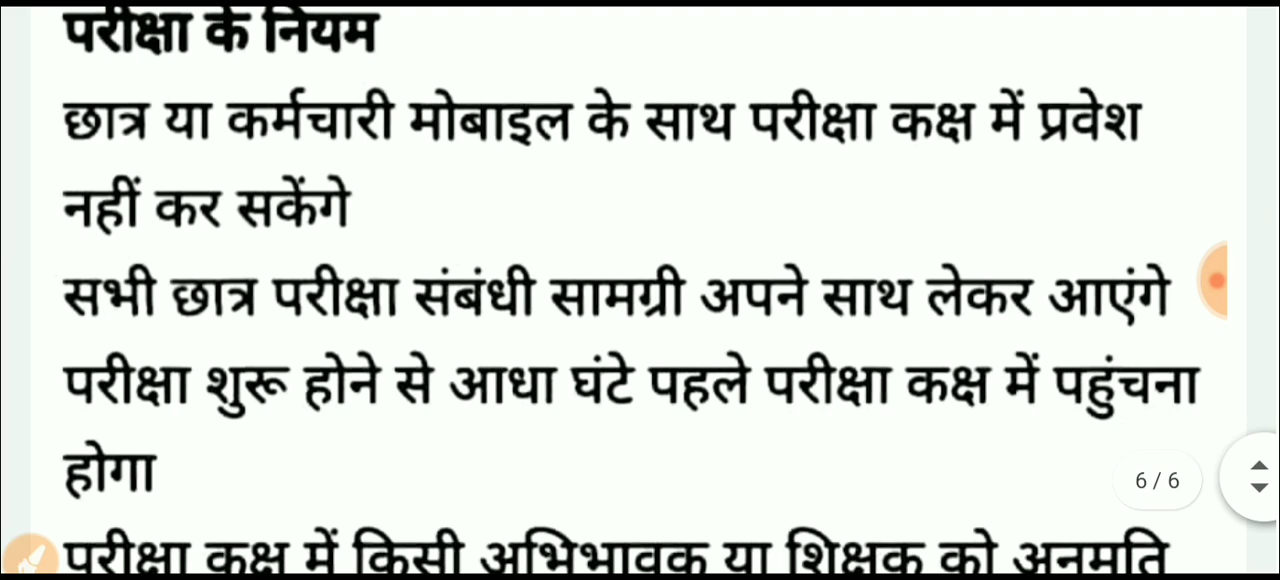 परीक्षा के नियम
छात्र या कर्मचारी मोबाइल के साथ परीक्षा कक्ष में प्रवेश
नहीं कर सकेंगे
सभी छात्र परीक्षा संबंधी सामग्री अपने साथ लेकर आएंगे
परीक्षा शुरू होने से आधा घंटे पहले परीक्षा कक्ष में पहुंचना
होगा
6 / 6
परीक्षा कक्ष में किसी अभिभावक या शिक्षक को अनुमति